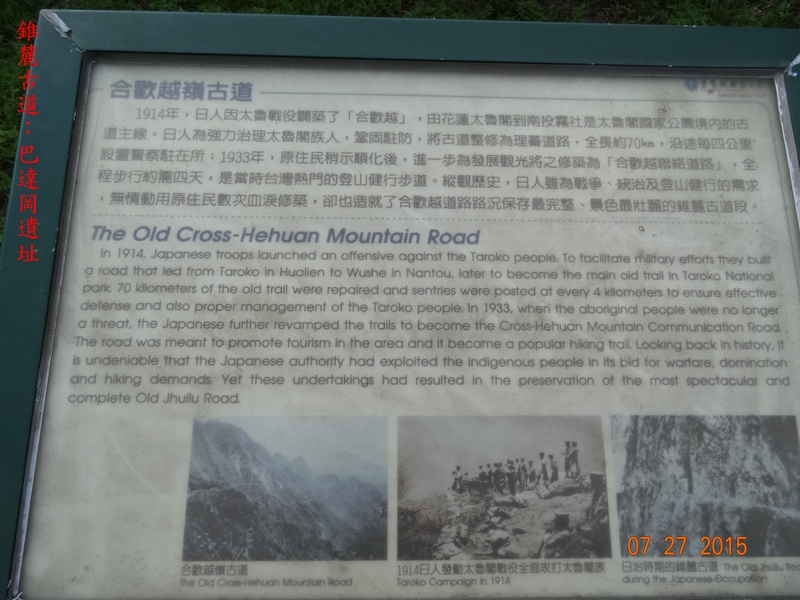 錐麓古道：巴達岡遺址
合歡越嶺古道
1914年，日人因太魯戰役闢築了「合歡越」，由花蓮太魯閣到南投霧社是太魯閣國家公園境內的古
道主線。日人為強力治理太魯閣族人，鞏固駐防，將古道整修為理蕃道路，全長約70km，沿途每四公里
設置警察駐在所；1933年，原住民稍示順化後，進一步為發展觀光將之修築為「合歡越聯絡道路」，全
程步行約需四天，是當時台灣熱門的登山健行步道。縱觀歷史，日人雖為戰爭、統治及登山健行的需求
，無情動用原住民數次血淚修築，卻也造就了合歡越道路路況保存最完整、景色最壯麗的錐麓古道段。
The Old Cross-Hehuan Mountain Road
In 1914, Japanese troops launched an offensive against the Taroko people. To facilitate military efforts they built
a road that led from Taroko in Hualien to Wushe in Nantou, later to become the main old trail in Taroko National
park. 70 kilometers of the old trail were repaired and sentries were posted at every 4 kilometers to ensure effective
defense and also proper management of the Taroko people. In 1933, when the aboriginal people were no longer
a threat, the Japanese further revamped the trails to become the Cross-Hehuan Mountain Communication Road.
The road was meant to promote tourism in the area and it became a popular hiking trail. Looking back in history, it
is undeniable that the Japanese authority had exploited the indigenous people in its bid for warfare, domination
and hiking demands. Yet these undertakings had resulted in the preservation of the most spectacular and
complete Old Jhuilu Road.
合歡越嶺古道
The Old Cross-Hehuan Mountain Road
1914日人發動太魯閣戰役全面攻打太魯閣族
Taroko Campaign in 1914
日治時期的錐麓古道 The Old Jhuilu Road
during the Japanese Occupation
07 27 2015